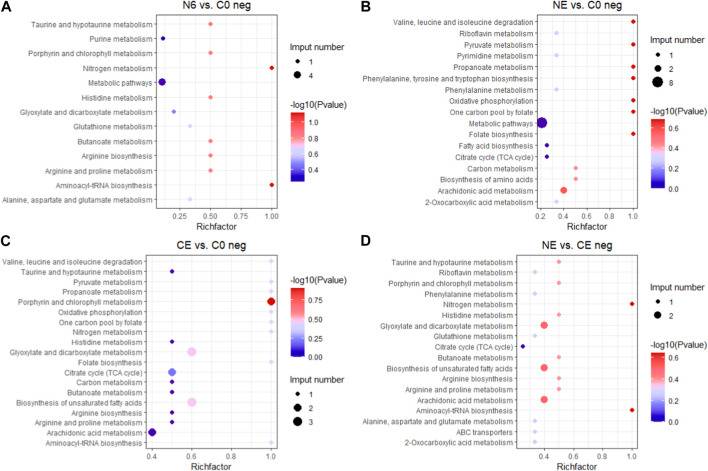 A
N6 vs. C0 neg
Taurine and hypotaurine metabolism
Purine metabolism
Porphyrin and chlorophyll metabolism
Nitrogen metabolism
Metabolic pathways
Histidine metabolism
Glyoxylate and dicarboxylate metabolism
Glutathione metabolism
Butanoate metabolism
Arginine biosynthesis
Arginine and proline metabolism
Aminoacyl-tRNA biosynthesis
Alanine, aspartate and glutamate metabolism
0.25 0.50 0.75 1.00
Richfactor
Imput number
1
4
-log10(Pvalue)
1.0
0.8
0.6
0.4
B
NE vs. C0 neg
Valine, leucine and isoleucine degradation
Riboflavin metabolism
Pyruvate metabolism
Pyrimidine metabolism
Propanoate metabolism
Phenylalanine, tyrosine and tryptophan biosynthesis
Phenylalanine metabolism
Oxidative phosphorylation
One carbon pool by folate
Metabolic pathways
Folate biosynthesis
Fatty acid biosynthesis
Citrate cycle (TCA cycle)
Carbon metabolism
Biosynthesis of amino acids
Arachidonic acid metabolism
2-Oxocarboxylic acid metabolism
0.2 0.4 0.6 0.8 1.0
Richfactor
Imput number
1
2
8
-log10(Pvalue)
0.6
0.4
0.2
0.0
C
CE vs. C0 neg
Valine, leucine and isoleucine degradation
Taurine and hypotaurine metabolism
Pyruvate metabolism
Propanoate metabolism
Porphyrin and chlorophyll metabolism
Oxidative phosphorylation
One carbon pool by folate
Nitrogen metabolism
Histidine metabolism
Glyoxylate and dicarboxylate metabolism
Folate biosynthesis
Citrate cycle (TCA cycle)
Carbon metabolism
Butanoate metabolism
Biosynthesis of unsaturated fatty acids
Arginine biosynthesis
Arginine and proline metabolism
Arachidonic acid metabolism
Aminoacyl-tRNA biosynthesis
0.4 0.6 0.8 1.0
Richfactor
-log10(Pvalue)
0.75
0.50
0.25
0.00
Imput number
1
2
3
D
NE vs. CE neg
Taurine and hypotaurine metabolism
Riboflavin metabolism
Porphyrin and chlorophyll metabolism
Phenylalanine metabolism
Nitrogen metabolism
Histidine metabolism
Glyoxylate and dicarboxylate metabolism
Glutathione metabolism
Citrate cycle (TCA cycle)
Butanoate metabolism
Biosynthesis of unsaturated fatty acids
Arginine biosynthesis
Arginine and proline metabolism
Arachidonic acid metabolism
Aminoacyl-tRNA biosynthesis
Alanine, aspartate and glutamate metabolism
ABC transporters
2-Oxocarboxylic acid metabolism
0.4 0.6 0.8 1.0
Richfactor
Imput number
1
2
-log10(Pvalue)
0.6
0.4
0.2
0.0